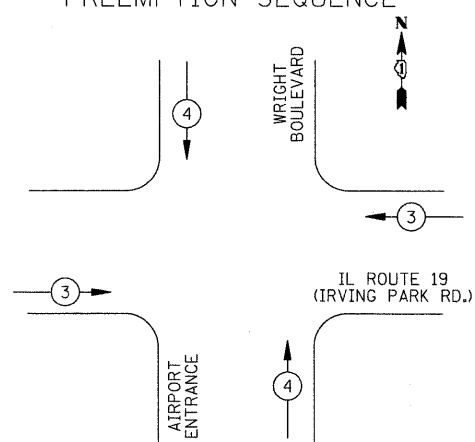 PREEMPTION SEQUENCE
N
1
4
WRIGHT
BOULEVARD
3
3
IL ROUTE 19
(IRVING PARK RD.)
4
AIRPORT
ENTRANCE